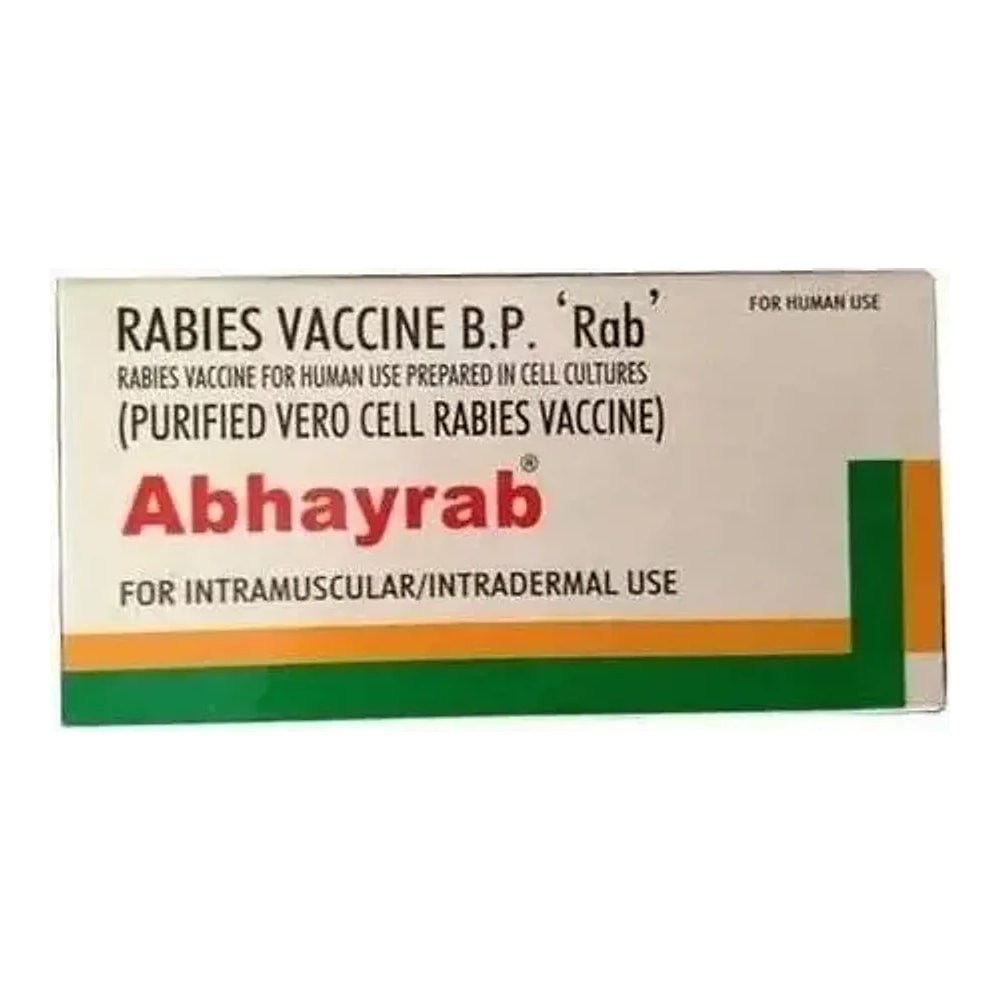 RABIES VACCINE B.P. ‘Rab’
FOR HUMAN USE
RABIES VACCINE FOR HUMAN USE PREPARED IN CELL CULTURES
(PURIFIED VERO CELL RABIES VACCINE)
Abhayrab®
FOR INTRAMUSCULAR/INTRADERMAL USE